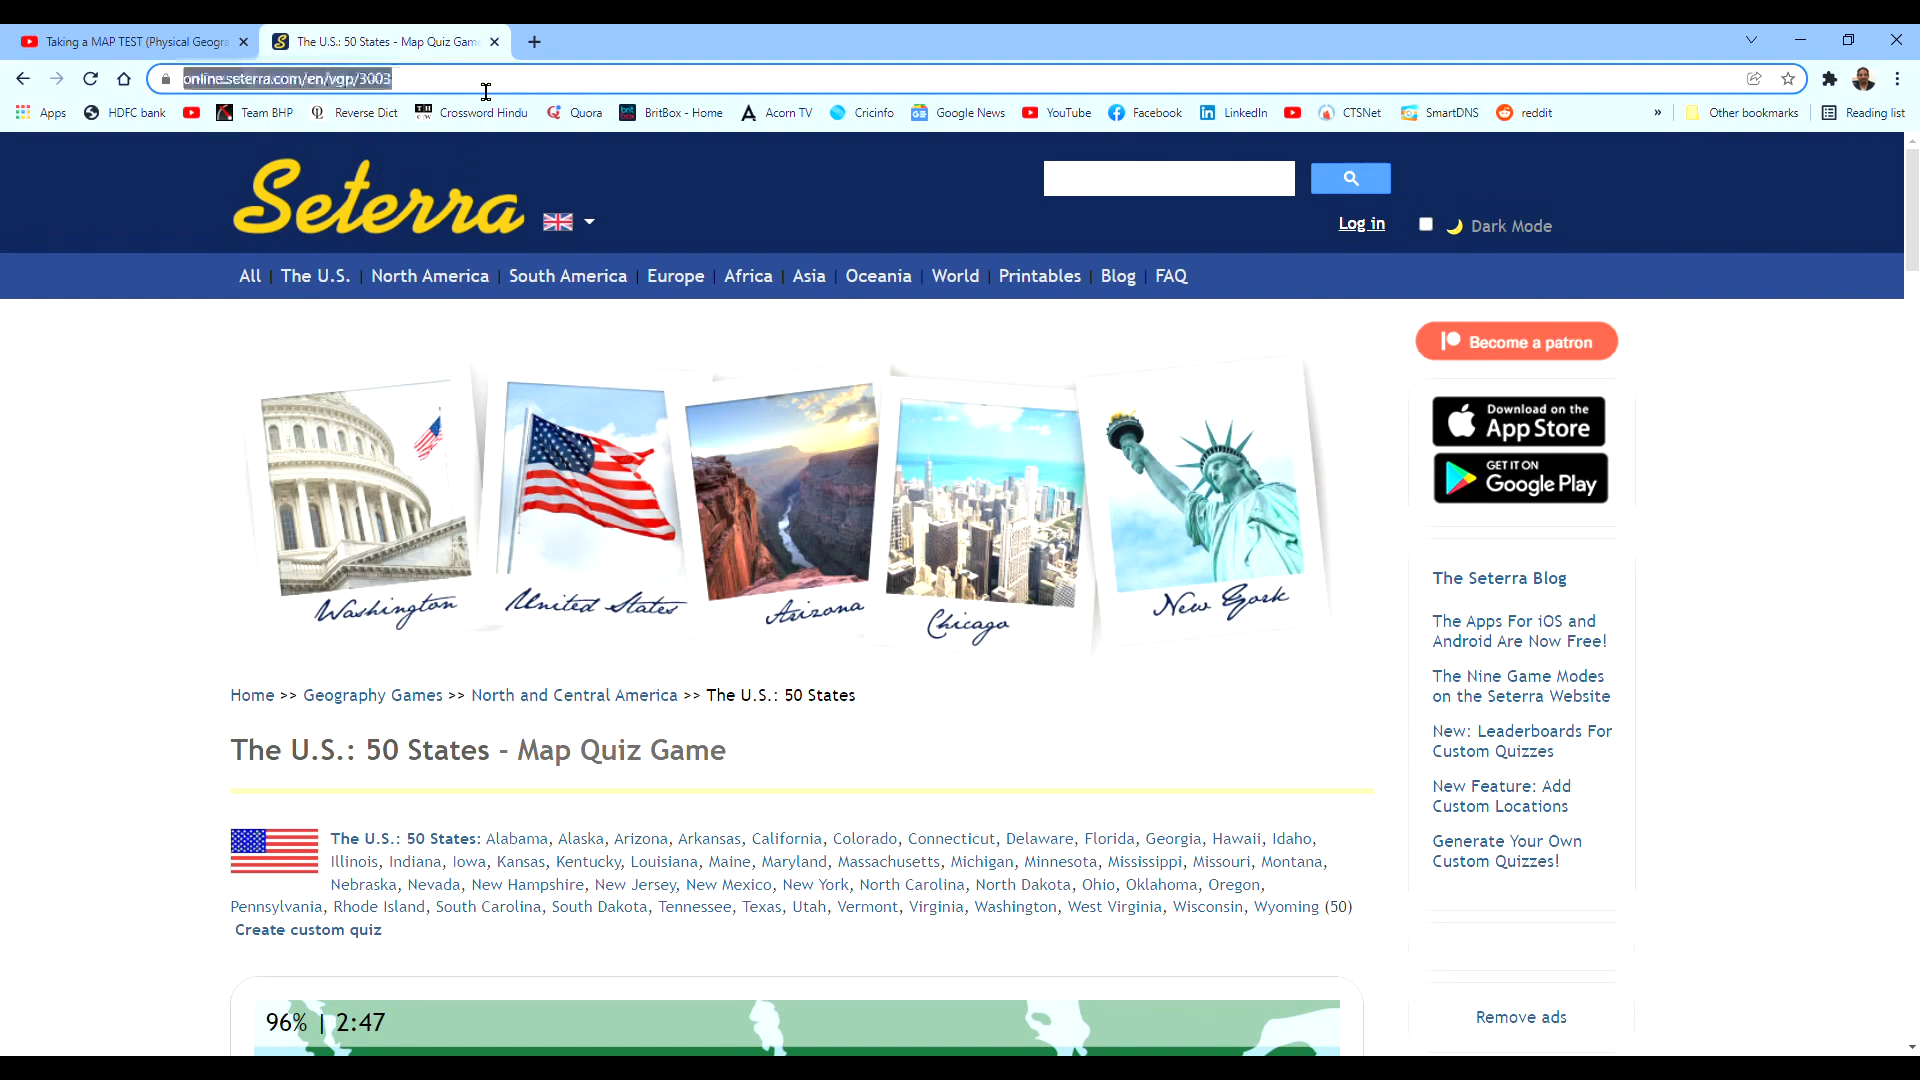 Taking a MAP TEST (Physical Geogra
The U.S.: 50 States - Map Quiz Game
online.seterra.com/en/vgp/3003
Apps
HDFC bank
Team BHP
Reverse Dict
Crossword Hindu
Quora
BritBox - Home
Acorn TV
Cricinfo
Google News
YouTube
Facebook
LinkedIn
CTSNet
SmartDNS
reddit
»
Other bookmarks
Reading list
Seterra
Log in
Dark Mode
All | The U.S. | North America | South America | Europe | Africa | Asia | Oceania | World | Printables | Blog | FAQ
Become a patron
Download on the
App Store
GET IT ON
Google Play
Washington
United States
Arizona
Chicago
New York
The Seterra Blog
The Apps For iOS and
Android Are Now Free!
The Nine Game Modes
on the Seterra Website
New: Leaderboards For
Custom Quizzes
New Feature: Add
Custom Locations
Generate Your Own
Custom Quizzes!
Remove ads
Home >> Geography Games >> North and Central America >> The U.S.: 50 States
The U.S.: 50 States - Map Quiz Game
The U.S.: 50 States: Alabama, Alaska, Arizona, Arkansas, California, Colorado, Connecticut, Delaware, Florida, Georgia, Hawaii, Idaho,
Illinois, Indiana, Iowa, Kansas, Kentucky, Louisiana, Maine, Maryland, Massachusetts, Michigan, Minnesota, Mississippi, Missouri, Montana,
Nebraska, Nevada, New Hampshire, New Jersey, New Mexico, New York, North Carolina, North Dakota, Ohio, Oklahoma, Oregon,
Pennsylvania, Rhode Island, South Carolina, South Dakota, Tennessee, Texas, Utah, Vermont, Virginia, Washington, West Virginia, Wisconsin, Wyoming (50)
Create custom quiz
96% | 2:47